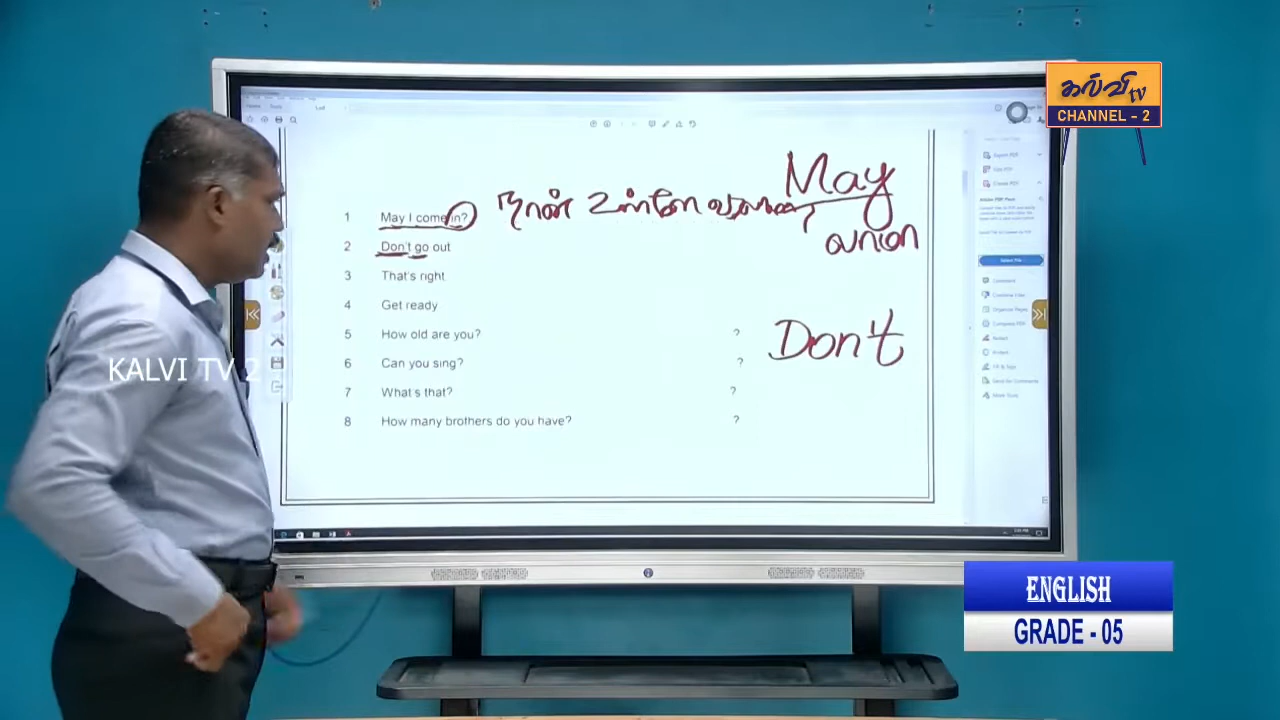 கல்வி tv
CHANNEL - 2
May
1 May I come in? நான் உள்ளே வரலாமா?
லாமா
2 Don't go out
3 That's right
4 Get ready
Don't
5 How old are you? ?
6 Can you sing? ?
KALVI TV 2
7 What's that? ?
8 How many brothers do you have? ?
ENGLISH
GRADE - 05